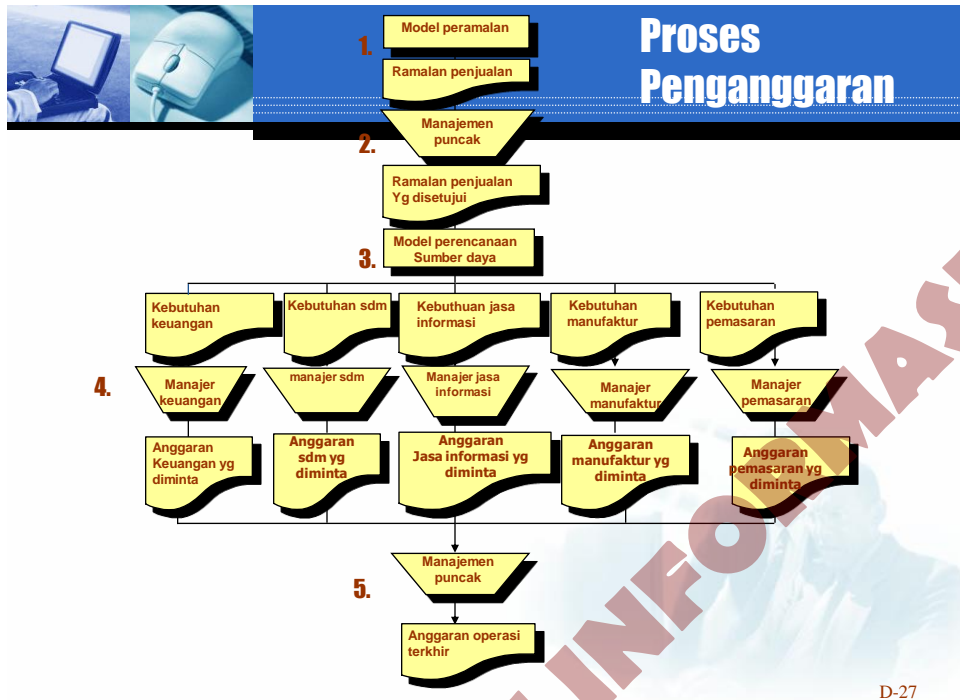 Proses
Penganggaran
1.
Model peramalan
Ramalan penjualan
2.
Manajemen
puncak
Ramalan penjualan
Yg disetujui
3.
Model perencanaan
Sumber daya
Kebutuhan
keuangan
Kebutuhan sdm
Kebuthuan jasa
informasi
Kebutuhan
manufaktur
Kebutuhan
pemasaran
4.
Manajer
keuangan
manajer sdm
Manajer jasa
informasi
Manajer
manufaktur
Manajer
pemasaran
Anggaran
Keuangan yg
diminta
Anggaran
sdm yg
diminta
Anggaran
Jasa informasi yg
diminta
Anggaran
manufaktur yg
diminta
Anggaran
pemasaran yg
diminta
5.
Manajemen
puncak
Anggaran operasi
terkhir
D-27